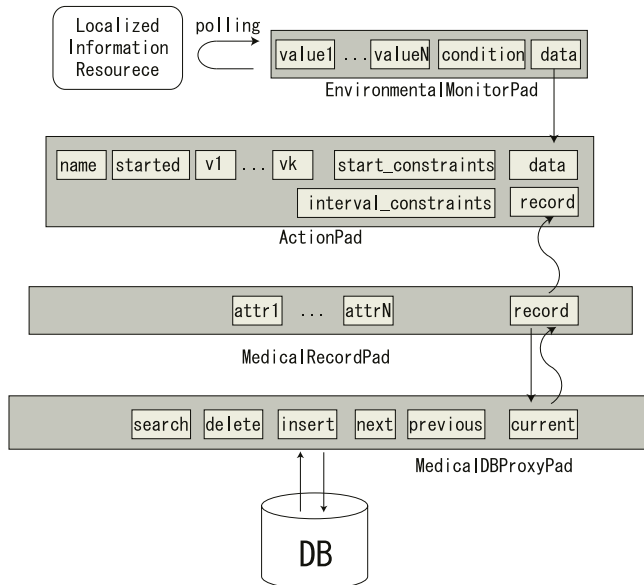 Localized
Information
Resourece
polling
value1 ... valueN condition data
EnvironmentalMonitorPad
name started v1 ... vk start_constraints data
interval_constraints record
ActionPad
attr1 ... attrN record
MedicalRecordPad
search delete insert next previous current
MedicalDBProxyPad
DB